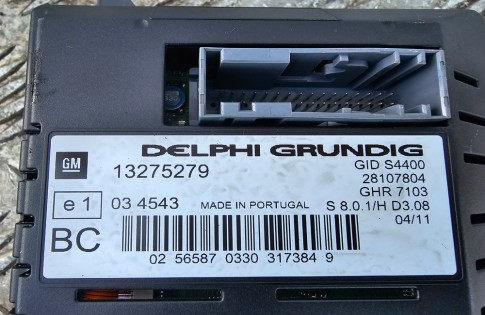 DELPHI GRUNDIG
GM 13275279 GID S4400
28107804
GHR 7103
e 1 03 4543 MADE IN PORTUGAL S 8.0.1/H D3.08
04/11
BC
02 56587 0330 317384 9